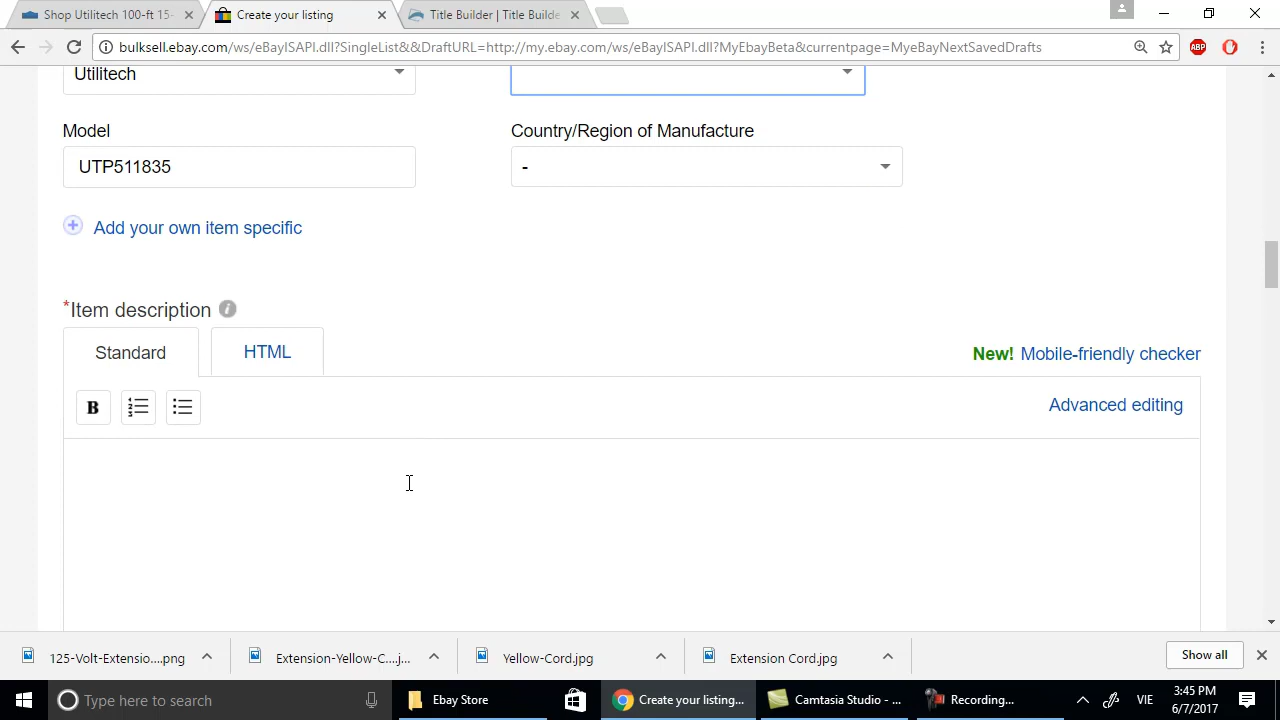 Shop Utilitech 100-ft 15-
Create your listing
Title Builder | Title Builde
bulksell.ebay.com/ws/eBayISAPI.dll?SingleList&&DraftURL=http://my.ebay.com/ws/eBayISAPI.dll?MyEbayBeta&currentpage=MyeBayNextSavedDrafts
ABP
Utilitech
Model
Country/Region of Manufacture
UTP511835
-
Add your own item specific
*Item description
Standard
HTML
New! Mobile-friendly checker
B
Advanced editing
125-Volt-Extensio....png
Extension-Yellow-C....j...
Yellow-Cord.jpg
Extension Cord.jpg
Show all
Type here to search
Ebay Store
Create your listing...
Camtasia Studio - ...
Recording...
VIE
3:45 PM
6/7/2017